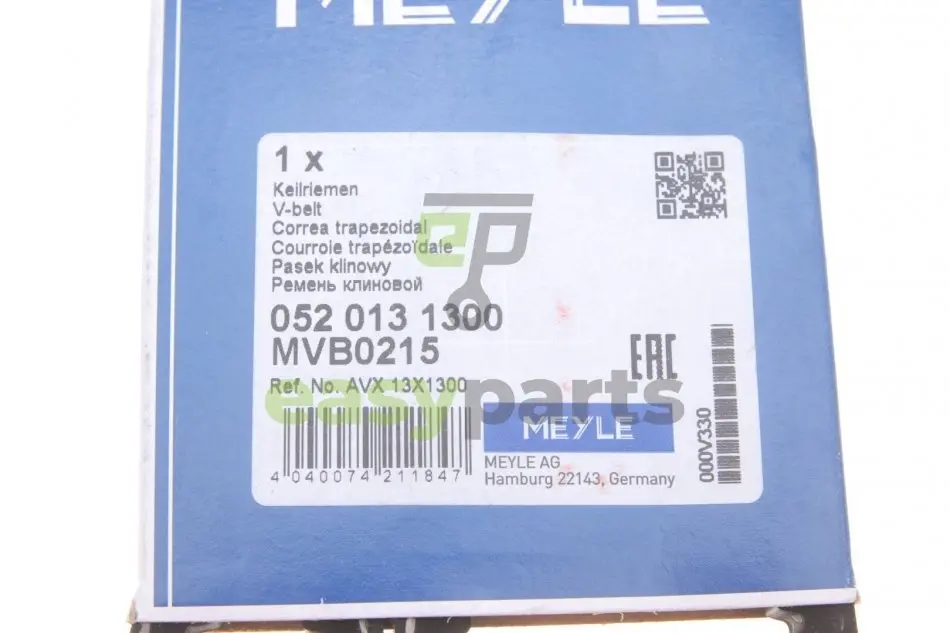 MEYLE
1 x
Keilriemen
V-belt
Correa trapezoidal
Courroie trapézoïdale
Pasek klinowy
Ремень клиновой
052 013 1300
MVB0215
Ref. No. AVX 13X1300
EAC
ep
easyparts
4 040074 211847
MEYLE
MEYLE AG
Hamburg 22143, Germany
000V330